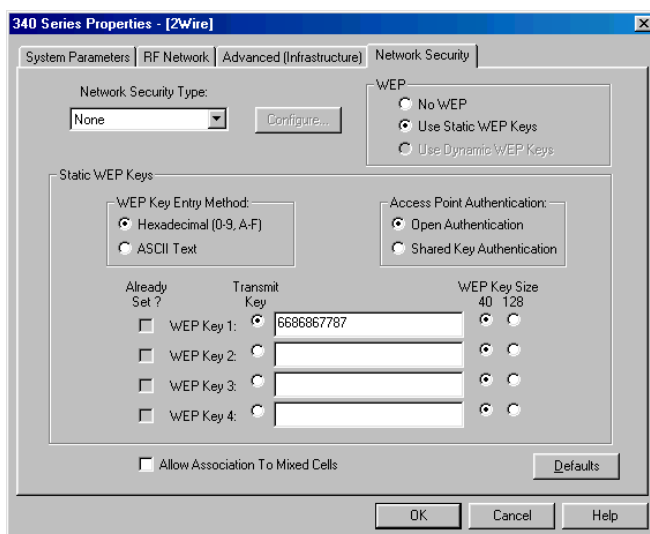 340 Series Properties - [2Wire]
System Parameters RF Network Advanced (Infrastructure) Network Security
Network Security Type:
None
Configure...
WEP
No WEP
Use Static WEP Keys
Use Dynamic WEP Keys
Static WEP Keys
WEP Key Entry Method:
Hexadecimal (0-9, A-F)
ASCII Text
Access Point Authentication:
Open Authentication
Shared Key Authentication
Already Set ?
Transmit Key
WEP Key Size
40 128
WEP Key 1: 6686867787
WEP Key 2:
WEP Key 3:
WEP Key 4:
Allow Association To Mixed Cells
Defaults
OK Cancel Help